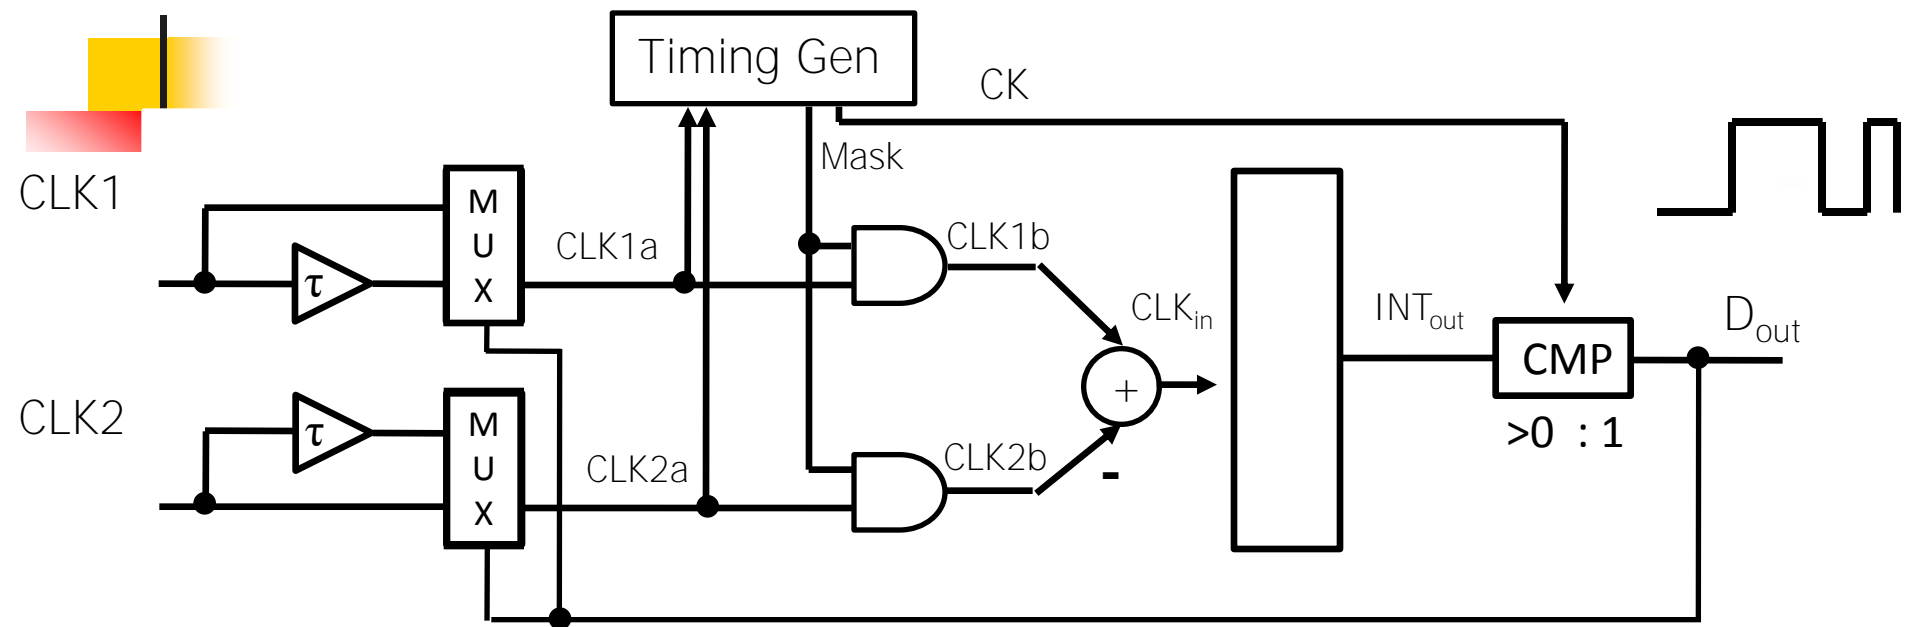 Timing Gen
CK
Mask
CLK1
M
U
X
τ
CLK1a
CLK1b
CLK2
τ
M
U
X
CLK2a
CLK2b
CLKin
+
-
INTout
CMP
Dout
>0 : 1